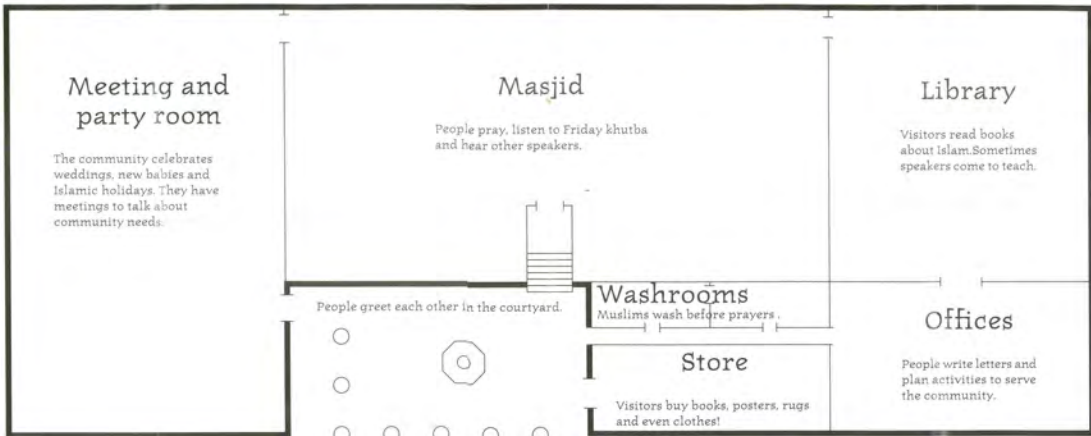 Meeting and
party room
The community celebrates
weddings, new babies and
Islamic holidays. They have
meetings to talk about
community needs.
Masjid
People pray, listen to Friday khutba
and hear other speakers.
Library
Visitors read books
about Islam.Sometimes
speakers come to teach.
People greet each other in the courtyard.
Washrooms
Muslims wash before prayers .
Store
Visitors buy books, posters, rugs
and even clothes!
Offices
People write letters and
plan activities to serve
the community.